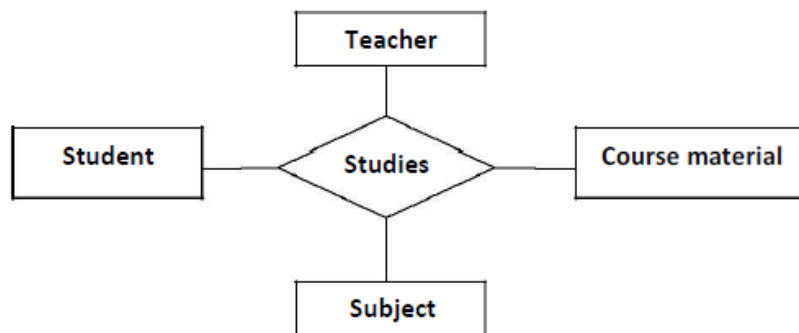 Teacher
Student
Studies
Course material
Subject